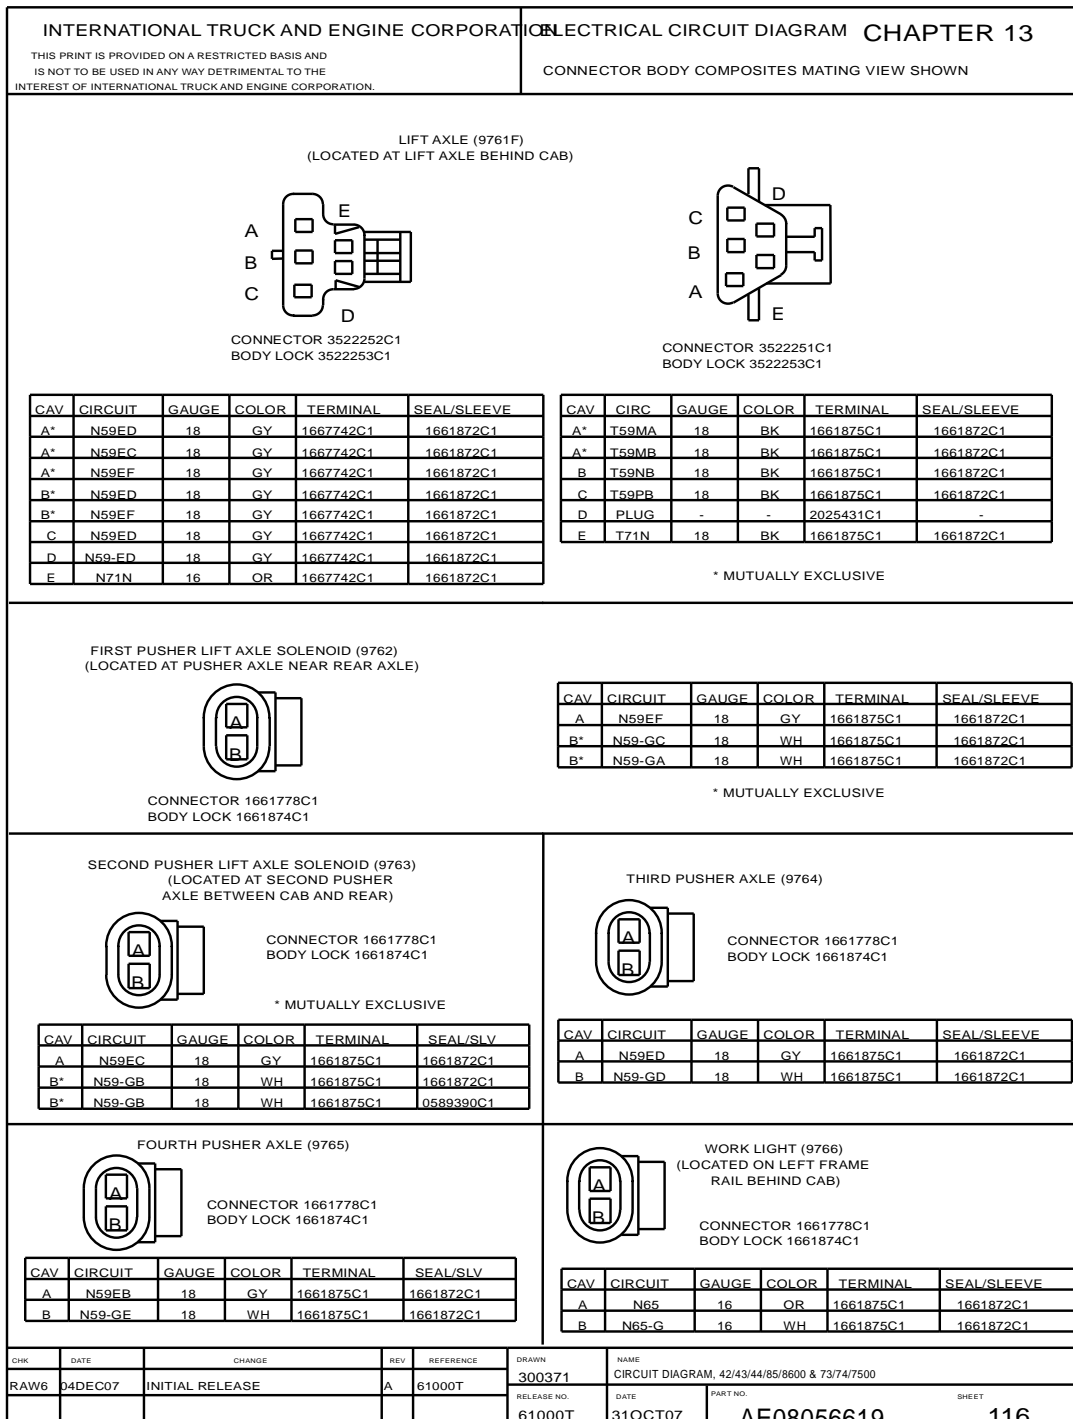 INTERNATIONAL TRUCK AND ENGINE CORPORATION
THIS PRINT IS PROVIDED ON A RESTRICTED BASIS AND
IS NOT TO BE USED IN ANY WAY DETRIMENTAL TO THE
INTEREST OF INTERNATIONAL TRUCK AND ENGINE CORPORATION.
ELECTRICAL CIRCUIT DIAGRAM CHAPTER 13
CONNECTOR BODY COMPOSITES MATING VIEW SHOWN
LIFT AXLE (9761F)
(LOCATED AT LIFT AXLE BEHIND CAB)
A
B
C
E
D
CONNECTOR 3522252C1
BODY LOCK 3522253C1
C
B
A
D
E
CONNECTOR 3522251C1
BODY LOCK 3522253C1
CAV CIRCUIT GAUGE COLOR TERMINAL SEAL/SLEEVE
A* N59ED 18 GY 1667742C1 1661872C1
A* N59EC 18 GY 1667742C1 1661872C1
A* N59EF 18 GY 1667742C1 1661872C1
B* N59ED 18 GY 1667742C1 1661872C1
B* N59EF 18 GY 1667742C1 1661872C1
C N59ED 18 GY 1667742C1 1661872C1
D N59-ED 18 GY 1667742C1 1661872C1
E N71N 16 OR 1667742C1 1661872C1
CAV CIRC GAUGE COLOR TERMINAL SEAL/SLEEVE
A* T59MA 18 BK 1661875C1 1661872C1
A* T59MB 18 BK 1661875C1 1661872C1
B T59NB 18 BK 1661875C1 1661872C1
C T59PB 18 BK 1661875C1 1661872C1
D PLUG - - 2025431C1 -
E T71N 18 BK 1661875C1 1661872C1
* MUTUALLY EXCLUSIVE
FIRST PUSHER LIFT AXLE SOLENOID (9762)
(LOCATED AT PUSHER AXLE NEAR REAR AXLE)
A
B
CONNECTOR 1661778C1
BODY LOCK 1661874C1
CAV CIRCUIT GAUGE COLOR TERMINAL SEAL/SLEEVE
A N59EF 18 GY 1661875C1 1661872C1
B* N59-GC 18 WH 1661875C1 1661872C1
B* N59-GA 18 WH 1661875C1 1661872C1
* MUTUALLY EXCLUSIVE
SECOND PUSHER LIFT AXLE SOLENOID (9763)
(LOCATED AT SECOND PUSHER
AXLE BETWEEN CAB AND REAR)
A
B
CONNECTOR 1661778C1
BODY LOCK 1661874C1
* MUTUALLY EXCLUSIVE
CAV CIRCUIT GAUGE COLOR TERMINAL SEAL/SLV
A N59EC 18 GY 1661875C1 1661872C1
B* N59-GB 18 WH 1661875C1 1661872C1
B* N59-GB 18 WH 1661875C1 0589390C1
THIRD PUSHER AXLE (9764)
A
B
CONNECTOR 1661778C1
BODY LOCK 1661874C1
CAV CIRCUIT GAUGE COLOR TERMINAL SEAL/SLEEVE
A N59ED 18 GY 1661875C1 1661872C1
B N59-GD 18 WH 1661875C1 1661872C1
FOURTH PUSHER AXLE (9765)
A
B
CONNECTOR 1661778C1
BODY LOCK 1661874C1
CAV CIRCUIT GAUGE COLOR TERMINAL SEAL/SLV
A N59EB 18 GY 1661875C1 1661872C1
B N59-GE 18 WH 1661875C1 1661872C1
WORK LIGHT (9766)
(LOCATED ON LEFT FRAME
RAIL BEHIND CAB)
A
B
CONNECTOR 1661778C1
BODY LOCK 1661874C1
CAV CIRCUIT GAUGE COLOR TERMINAL SEAL/SLEEVE
A N65 16 OR 1661875C1 1661872C1
B N65-G 16 WH 1661875C1 1661872C1
CHK DATE CHANGE REV REFERENCE
RAW6 04DEC07 INITIAL RELEASE A 61000T
DRAWN
300371
NAME
CIRCUIT DIAGRAM, 42/43/44/85/8600 & 73/74/7500
RELEASE NO.
61000T
DATE
31OCT07
PART NO.
AE08056619
SHEET
116